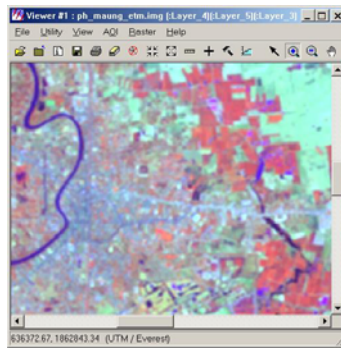 Viewer #1 : ph_maung_etm.img (:Layer_4)(:Layer_5)(:Layer_3)
File Utility View AOI Raster Help
636372.67, 1862843.34 (UTM / Everest)